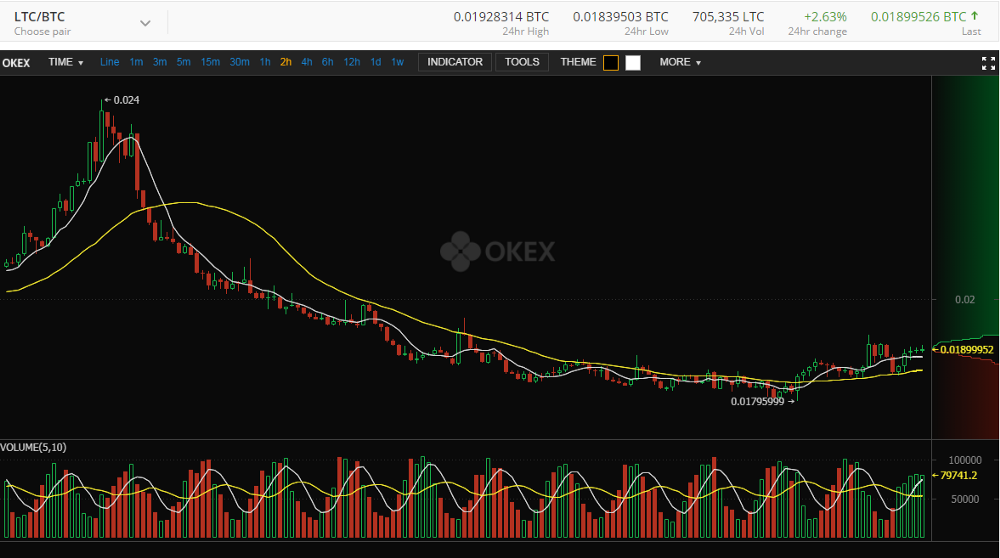 LTC/BTC
Choose pair
0.01928314 BTC
24hr High
0.01839503 BTC
24hr Low
705,335 LTC
24h Vol
+2.63%
24hr change
0.01899526 BTC ↑
Last
OKEX TIME ▼ Line 1m 3m 5m 15m 30m 1h 2h 4h 6h 12h 1d 1w INDICATOR TOOLS THEME MORE ▼
←0.024
OKEX
0.02
←0.01899952
0.01795999→
VOLUME(5,10)
100000
←79741.2
50000